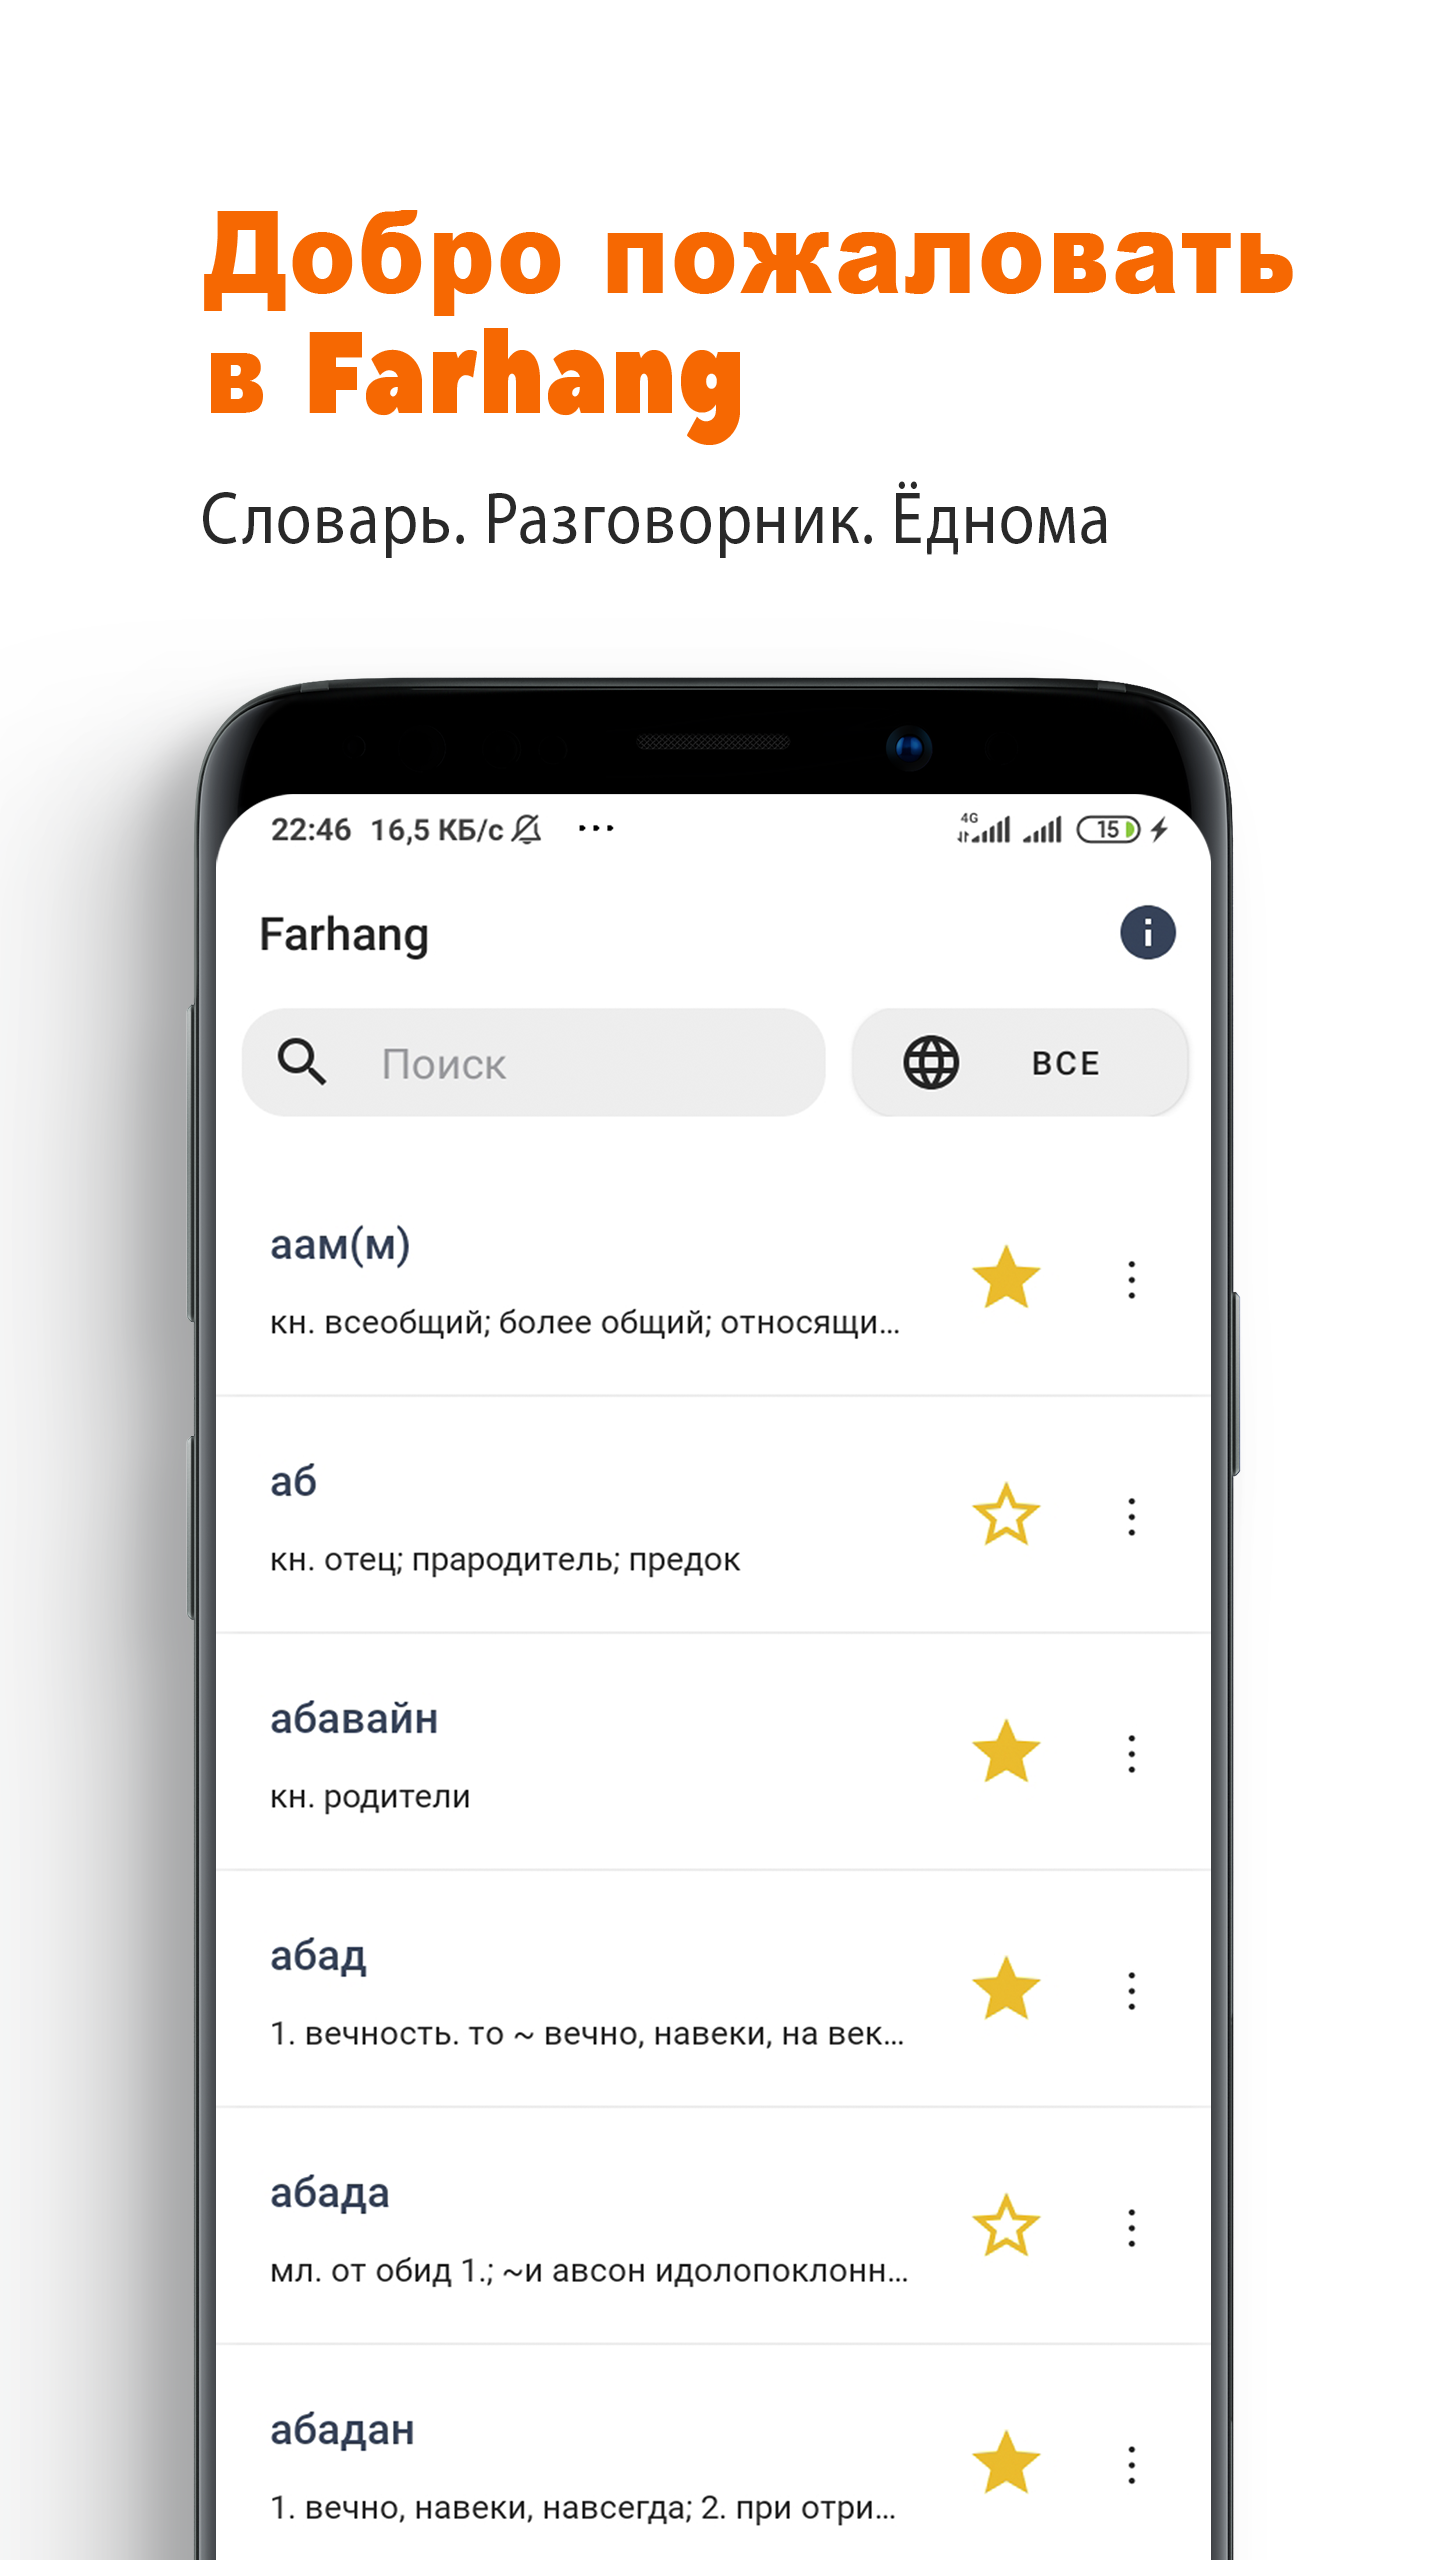 Добро пожаловать
в Farhang
Словарь. Разговорник. Ёднома
22:46 16,5 КБ/с ... 4G 15
Farhang
Поиск ВСЕ
аам(м)
кн. всеобщий; более общий; относящи...
аб
кн. отец; прародитель; предок
абавайн
кн. родители
абад
1. вечность. то ~ вечно, навеки, на век...
абада
мл. от обид 1.; ~и авсон идолопоклонн...
абадан
1. вечно, навеки, навсегда; 2. при отри...